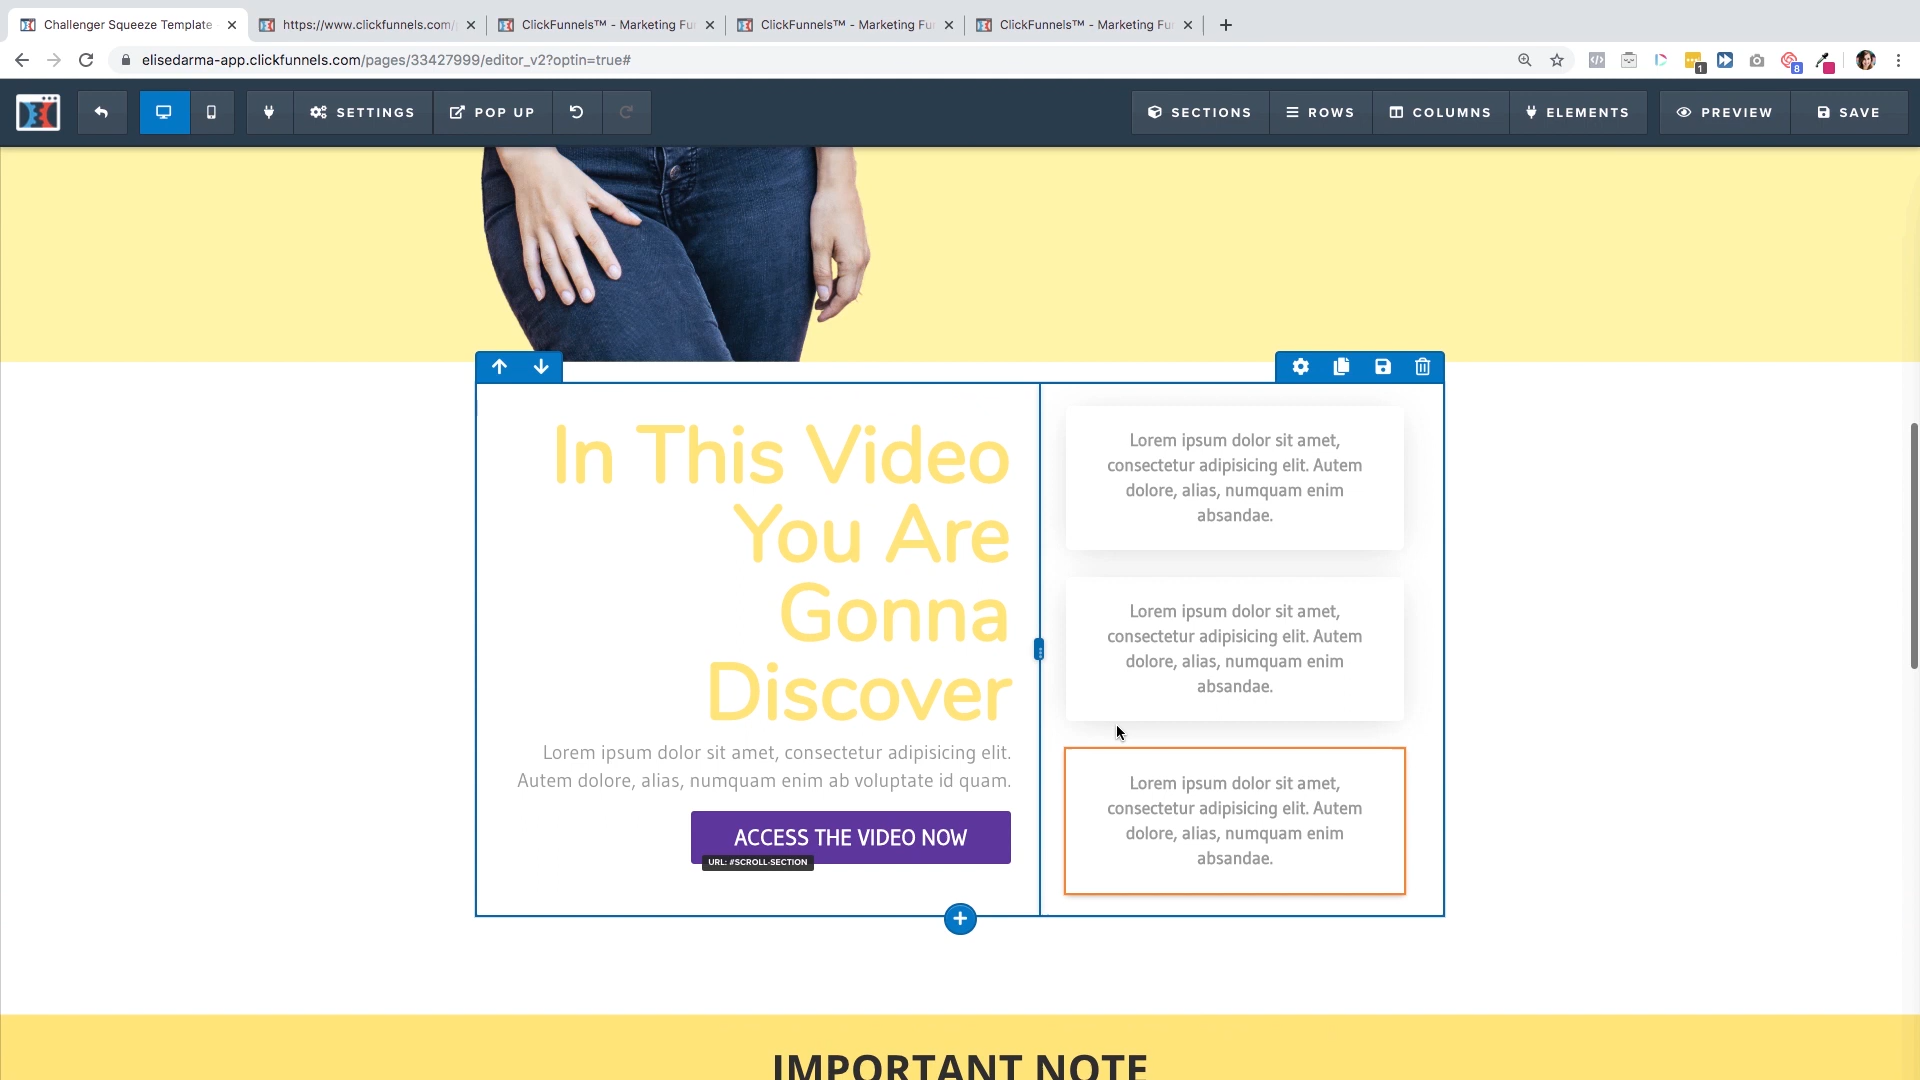 Challenger Squeeze Template
https://www.clickfunnels.com/
ClickFunnels™ - Marketing Fu
ClickFunnels™ - Marketing Fu
ClickFunnels™ - Marketing Fu
elisedarma-app.clickfunnels.com/pages/33427999/editor_v2?optin=true#
1
8
SETTINGS
POP UP
SECTIONS
ROWS
COLUMNS
ELEMENTS
PREVIEW
SAVE
In This Video
You Are
Gonna
Discover
Lorem ipsum dolor sit amet, consectetur adipisicing elit.
Autem dolore, alias, numquam enim ab voluptate id quam.
ACCESS THE VIDEO NOW
URL: #SCROLL-SECTION
Lorem ipsum dolor sit amet,
consectetur adipisicing elit. Autem
dolore, alias, numquam enim
absandae.
Lorem ipsum dolor sit amet,
consectetur adipisicing elit. Autem
dolore, alias, numquam enim
absandae.
Lorem ipsum dolor sit amet,
consectetur adipisicing elit. Autem
dolore, alias, numquam enim
absandae.
IMPORTANT NOTE